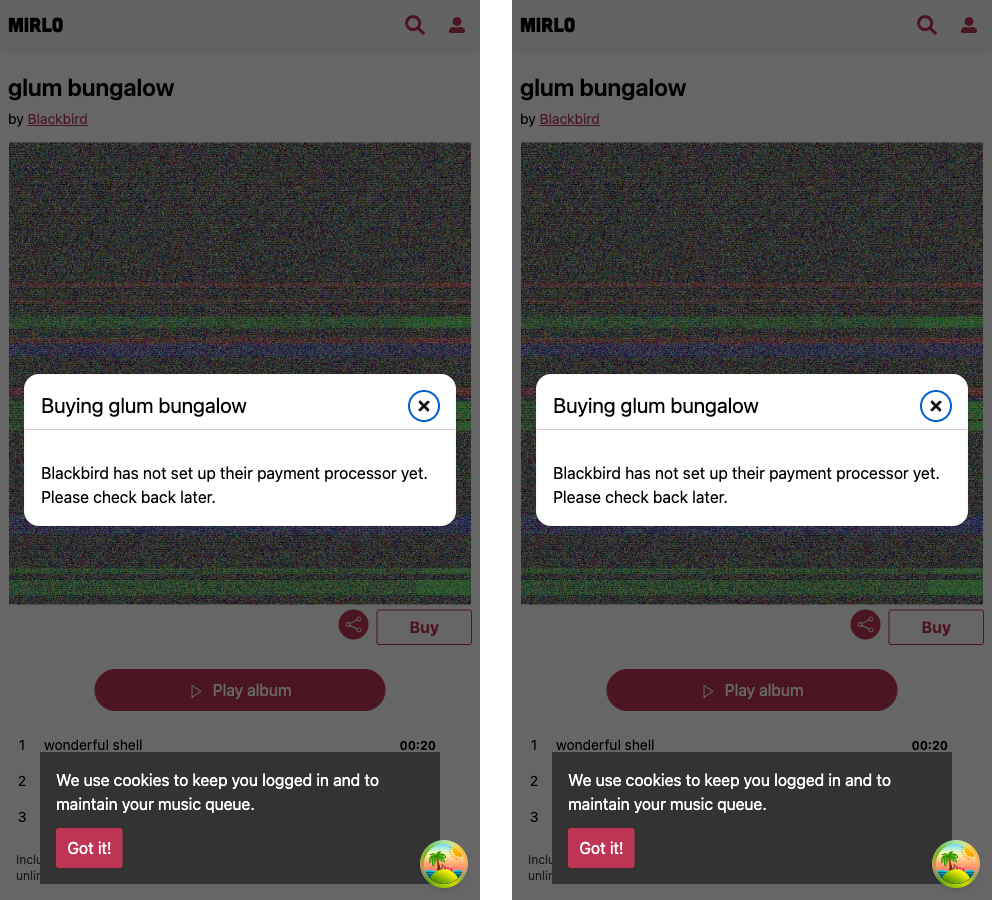 MIRLO
glum bungalow
by Blackbird
Buying glum bungalow
Blackbird has not set up their payment processor yet.
Please check back later.
Buy
Play album
1 wonderful shell 00:20
2
3
We use cookies to keep you logged in and to
maintain your music queue.
Got it!
MIRLO
glum bungalow
by Blackbird
Buying glum bungalow
Blackbird has not set up their payment processor yet.
Please check back later.
Buy
Play album
1 wonderful shell 00:20
2
3
We use cookies to keep you logged in and to
maintain your music queue.
Got it!